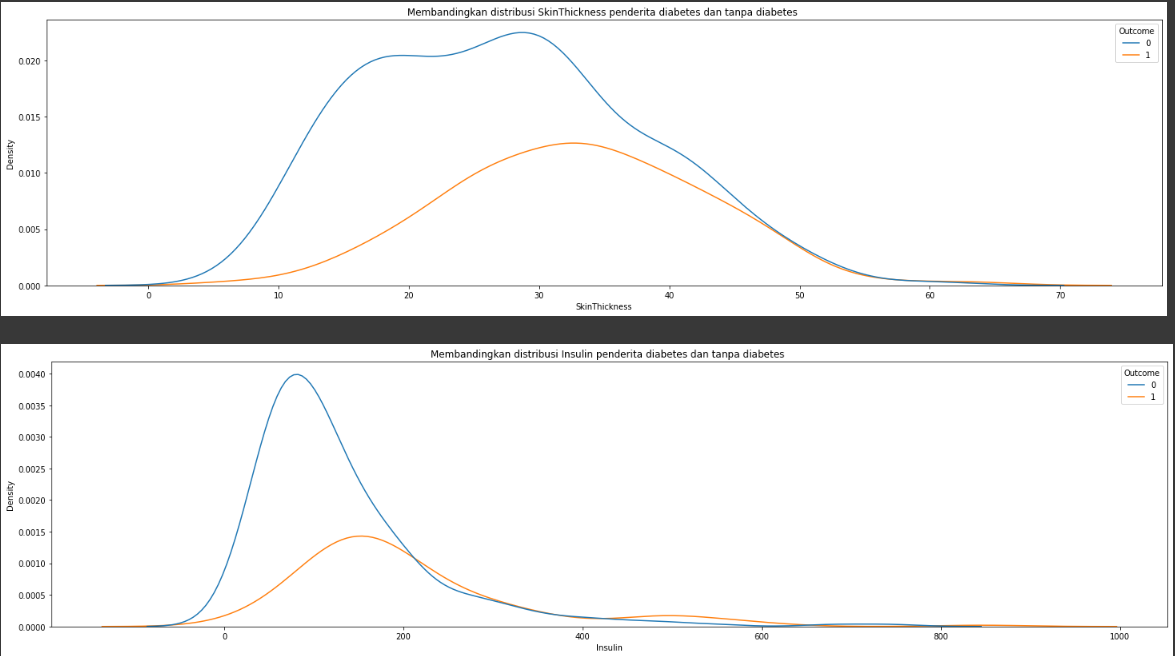 Membandingkan distribusi SkinThickness penderita diabetes dan tanpa diabetes
Outcome
0
1
0.020
0.015
0.010
0.005
0.000
Density
0 10 20 30 40 50 60 70
SkinThickness
Membandingkan distribusi Insulin penderita diabetes dan tanpa diabetes
Outcome
0
1
0.0040
0.0035
0.0030
0.0025
0.0020
0.0015
0.0010
0.0005
0.0000
Density
0 200 400 600 800 1000
Insulin